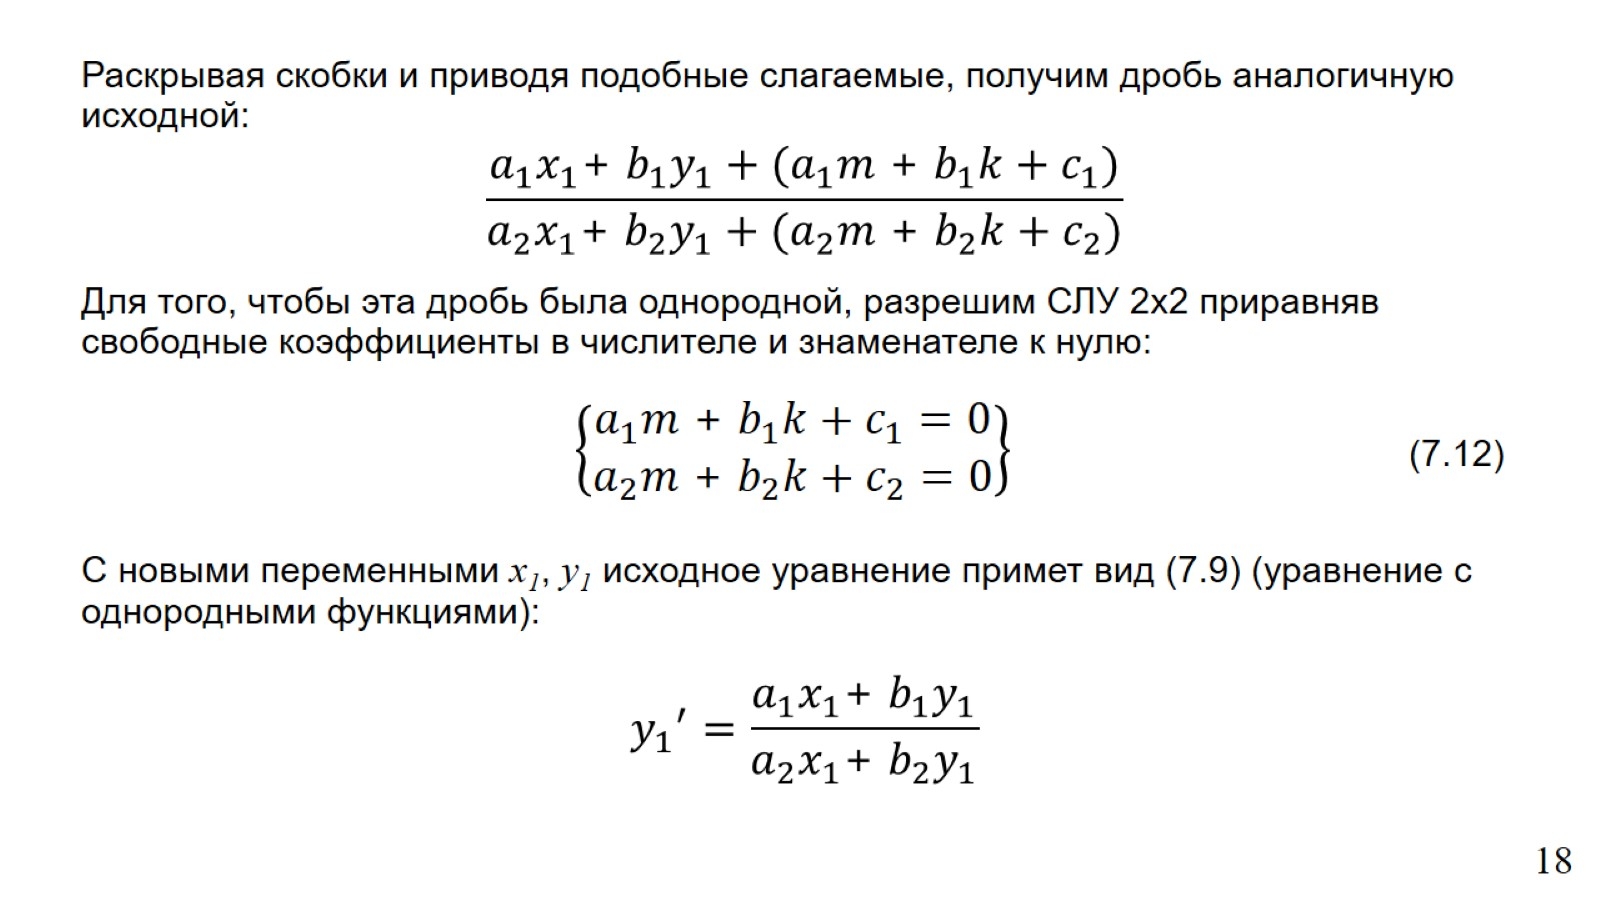 Раскрывая скобки и приводя подобные слагаемые, получим дробь аналогичную
исходной:
a₁x₁ + b₁y₁ + (a₁m + b₁k + c₁)
a₂x₁ + b₂y₁ + (a₂m + b₂k + c₂)
Для того, чтобы эта дробь была однородной, разрешим СЛУ 2х2 приравняв
свободные коэффициенты в числителе и знаменателе к нулю:
{a₁m + b₁k + c₁ = 0}
{a₂m + b₂k + c₂ = 0}
(7.12)
С новыми переменными x₁, y₁ исходное уравнение примет вид (7.9) (уравнение с
однородными функциями):
a₁x₁ + b₁y₁
y₁′ =
a₂x₁ + b₂y₁
18